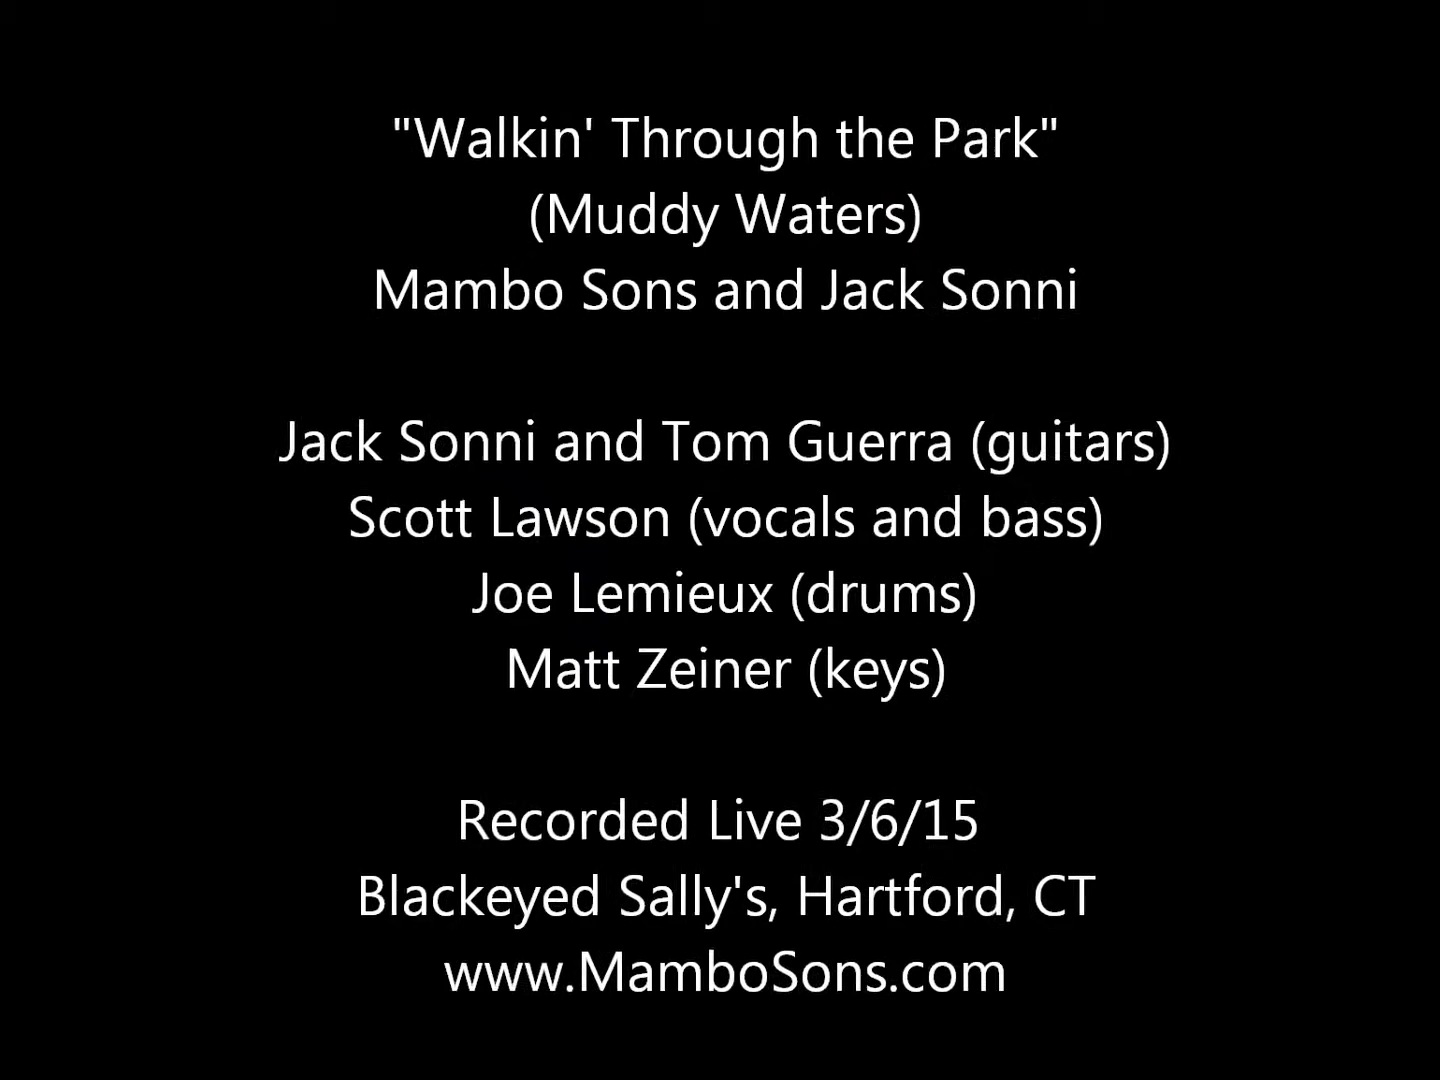 "Walkin' Through the Park"
(Muddy Waters)
Mambo Sons and Jack Sonni
Jack Sonni and Tom Guerra (guitars)
Scott Lawson (vocals and bass)
Joe Lemieux (drums)
Matt Zeiner (keys)
Recorded Live 3/6/15
Blackeyed Sally's, Hartford, CT
www.MamboSons.com